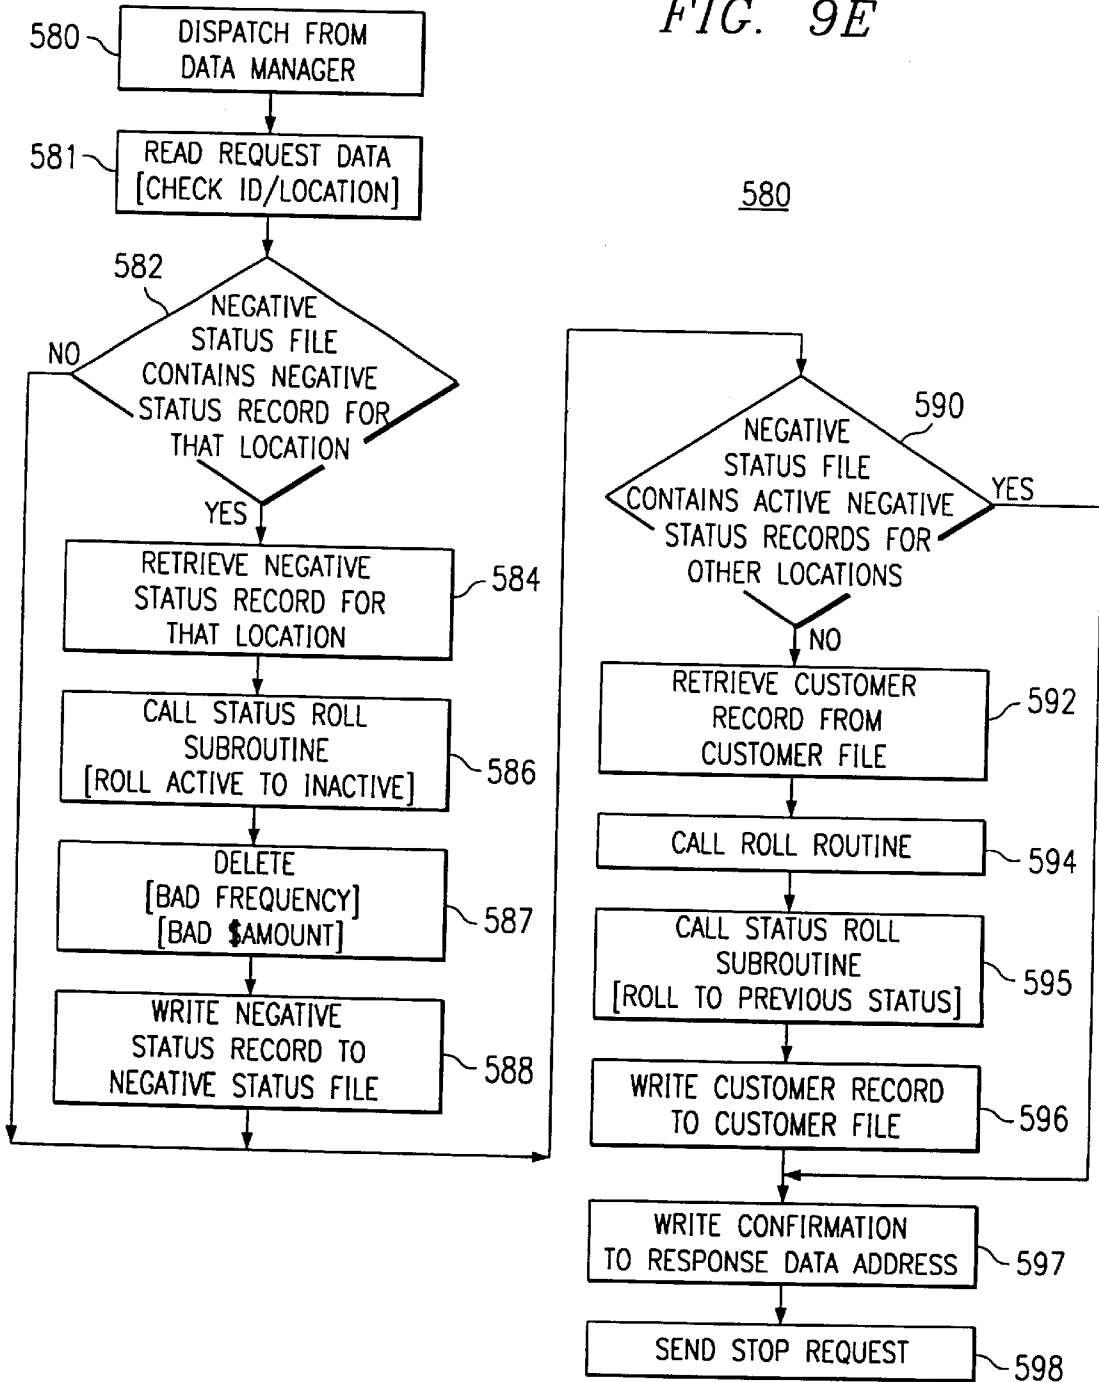 FIG. 9E
580
DISPATCH FROM
DATA MANAGER
581
READ REQUEST DATA
[CHECK ID/LOCATION]
580
582
NEGATIVE
STATUS FILE
CONTAINS NEGATIVE
STATUS RECORD FOR
THAT LOCATION
NO
YES
RETRIEVE NEGATIVE
STATUS RECORD FOR
THAT LOCATION
584
CALL STATUS ROLL
SUBROUTINE
[ROLL ACTIVE TO INACTIVE]
586
DELETE
[BAD FREQUENCY]
[BAD $AMOUNT]
587
WRITE NEGATIVE
STATUS RECORD TO
NEGATIVE STATUS FILE
588
590
NEGATIVE
STATUS FILE
CONTAINS ACTIVE NEGATIVE
STATUS RECORDS FOR
OTHER LOCATIONS
YES
NO
RETRIEVE CUSTOMER
RECORD FROM
CUSTOMER FILE
592
CALL ROLL ROUTINE
594
CALL STATUS ROLL
SUBROUTINE
[ROLL TO PREVIOUS STATUS]
595
WRITE CUSTOMER RECORD
TO CUSTOMER FILE
596
WRITE CONFIRMATION
TO RESPONSE DATA ADDRESS
597
SEND STOP REQUEST
598